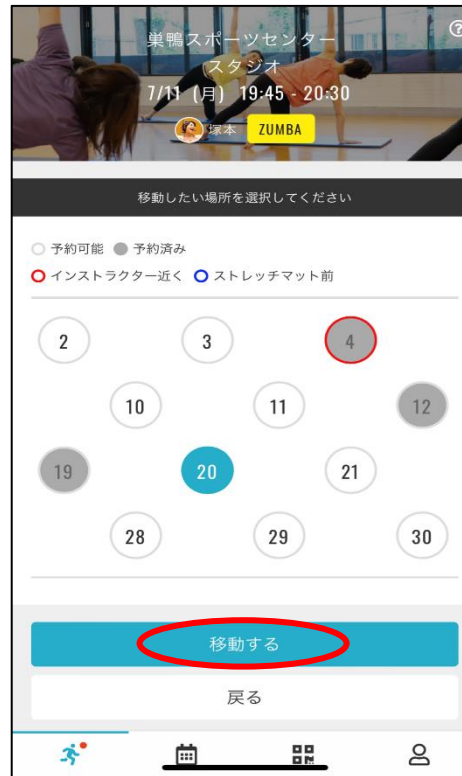 巣鴨スポーツセンター
スタジオ
7/11 (月) 19:45 - 20:30
塚本 ZUMBA
移動したい場所を選択してください
予約可能 予約済み
インストラクター近く ストレッチマット前
2 3 4
10 11 12
19 20 21
28 29 30
移動する
戻る